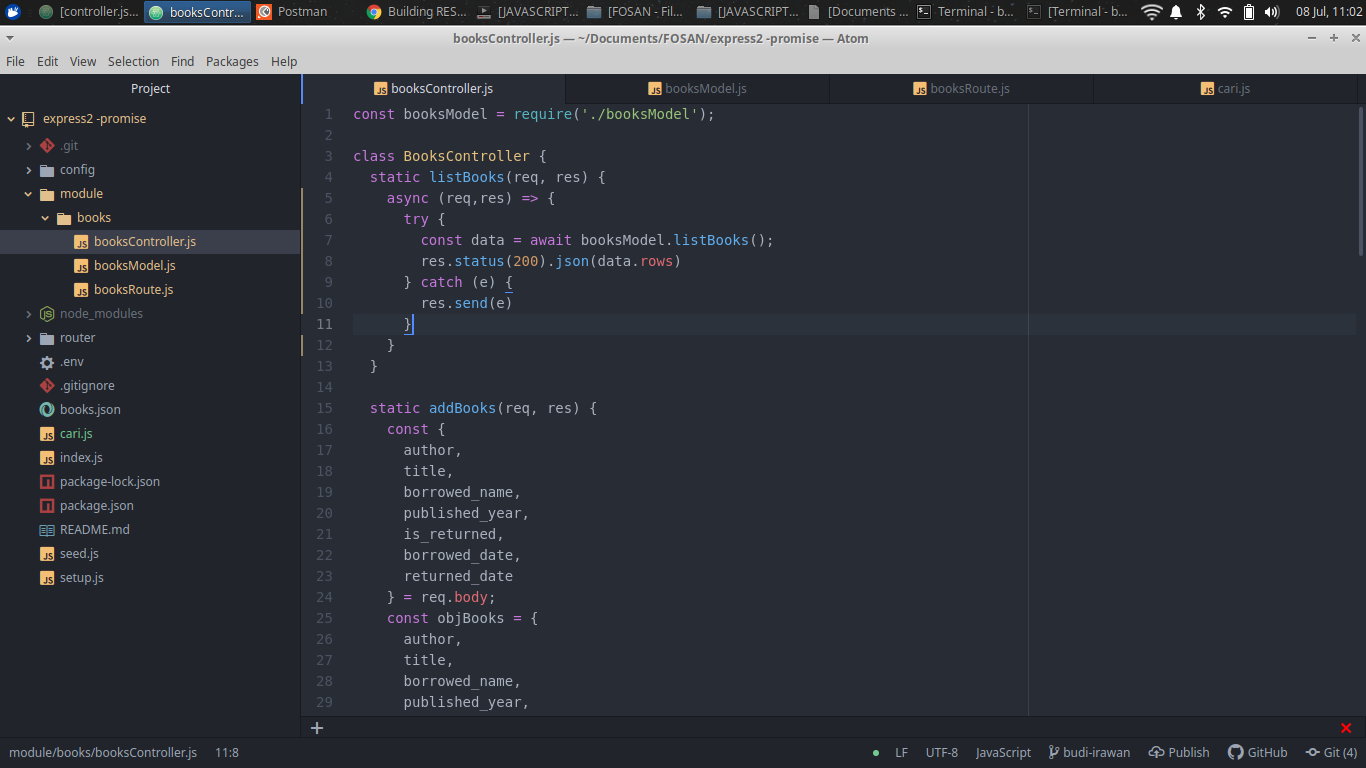 [controller.js... booksContr... Postman Building RES... [JAVASCRIPT... [FOSAN - Fil... [JAVASCRIPT... [Documents ... Terminal - b... [Terminal - b... 08 Jul, 11:02
booksController.js — ~/Documents/FOSAN/express2 -promise — Atom
File Edit View Selection Find Packages Help
Project
express2 -promise
.git
config
module
books
booksController.js
booksModel.js
booksRoute.js
node_modules
router
.env
.gitignore
books.json
cari.js
index.js
package-lock.json
package.json
README.md
seed.js
setup.js
booksController.js booksModel.js booksRoute.js cari.js
1 const booksModel = require('./booksModel');
2
3 class BooksController {
4 static listBooks(req, res) {
5 async (req,res) => {
6 try {
7 const data = await booksModel.listBooks();
8 res.status(200).json(data.rows)
9 } catch (e) {
10 res.send(e)
11 }
12 }
13 }
14
15 static addBooks(req, res) {
16 const {
17 author,
18 title,
19 borrowed_name,
20 published_year,
21 is_returned,
22 borrowed_date,
23 returned_date
24 } = req.body;
25 const objBooks = {
26 author,
27 title,
28 borrowed_name,
29 published_year,
module/books/booksController.js 11:8 LF UTF-8 JavaScript budi-irawan Publish GitHub Git (4)